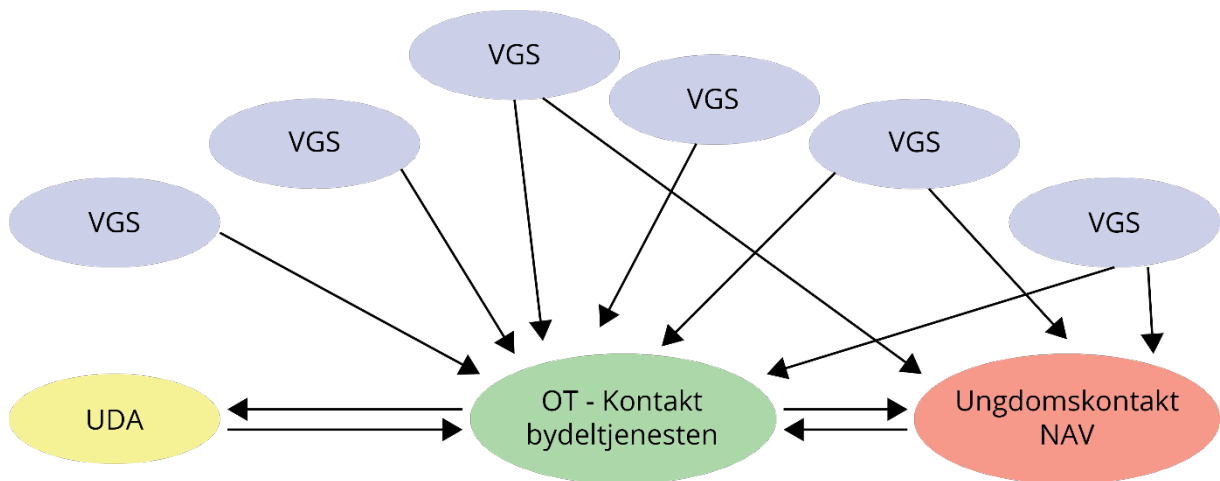 VGS
VGS
VGS
VGS
VGS
VGS
UDA
OT - Kontakt
bydeltjenesten
Ungdomskontakt
NAV